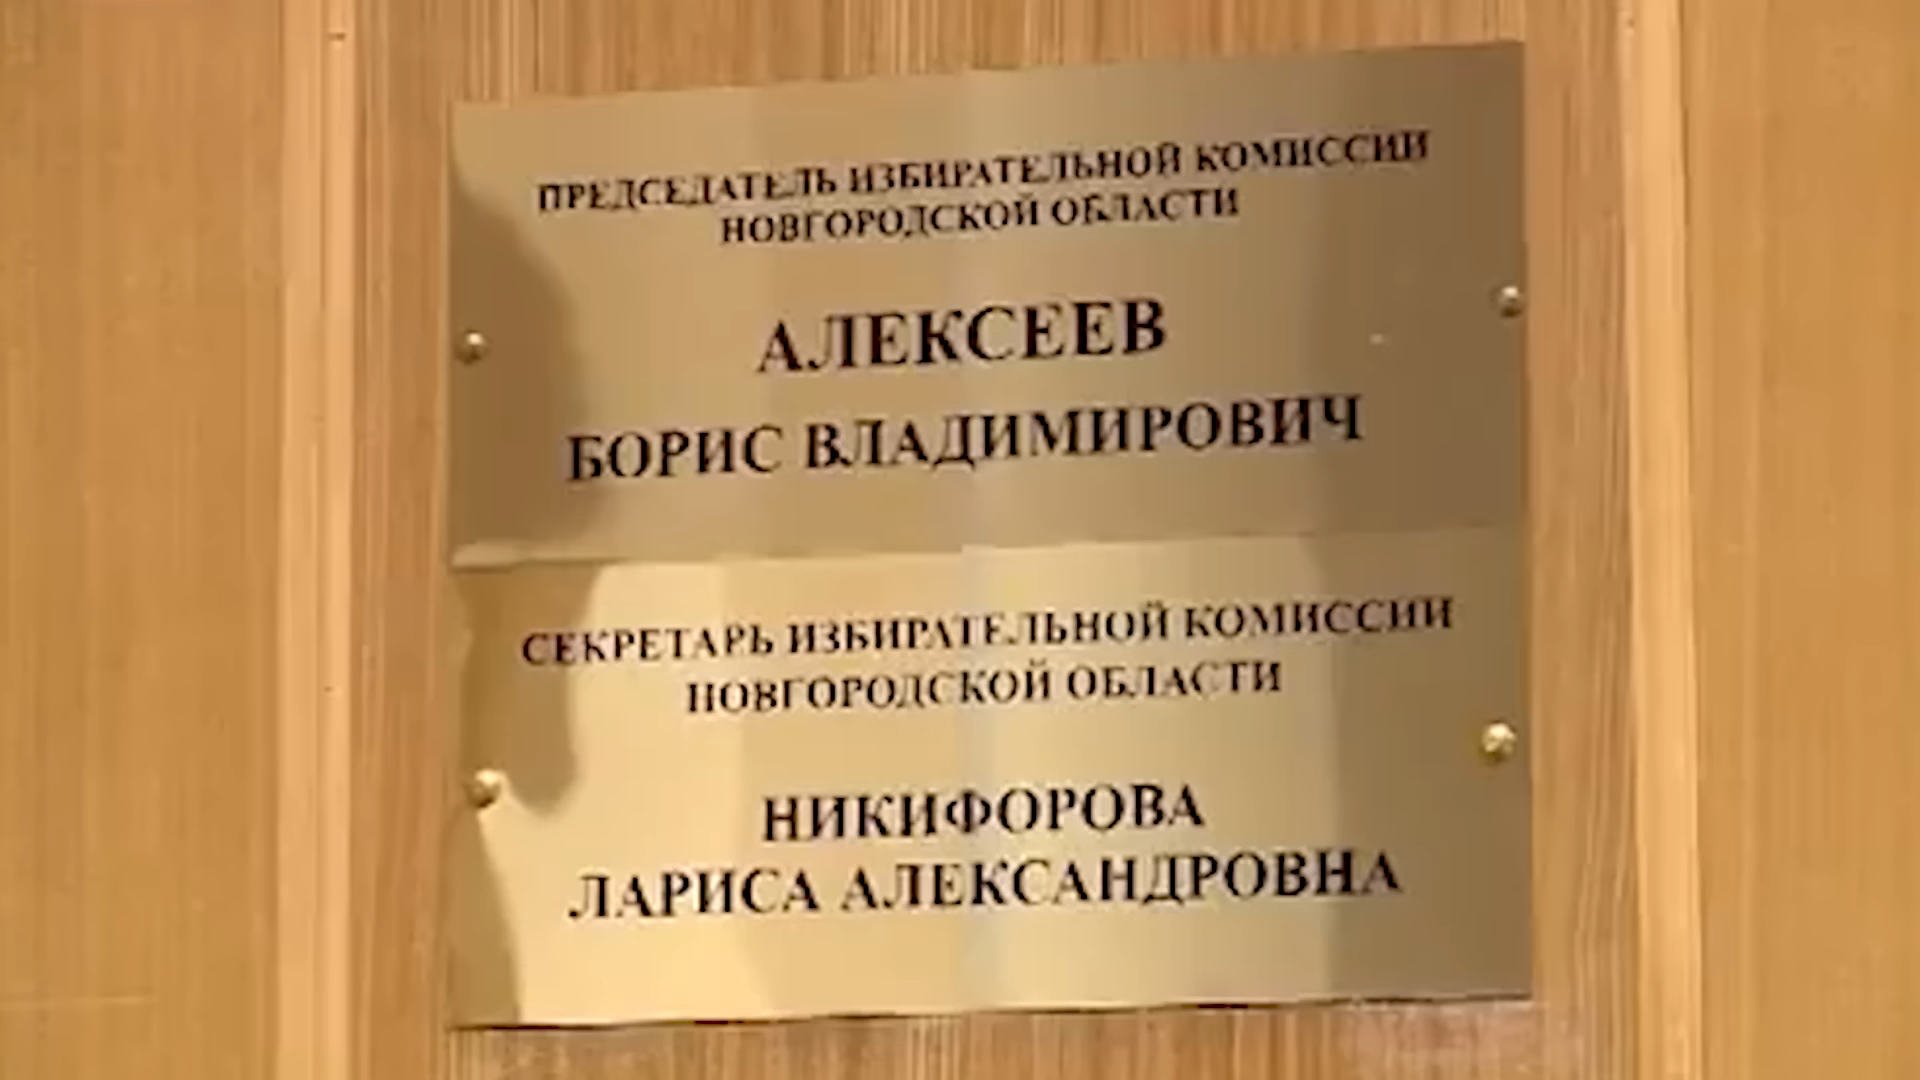 ПРЕДСЕДАТЕЛЬ ИЗБИРАТЕЛЬНОЙ КОМИССИИ
НОВГОРОДСКОЙ ОБЛАСТИ
АЛЕКСЕЕВ
БОРИС ВЛАДИМИРОВИЧ
СЕКРЕТАРЬ ИЗБИРАТЕЛЬНОЙ КОМИССИИ
НОВГОРОДСКОЙ ОБЛАСТИ
НИКИФОРОВА
ЛАРИСА АЛЕКСАНДРОВНА